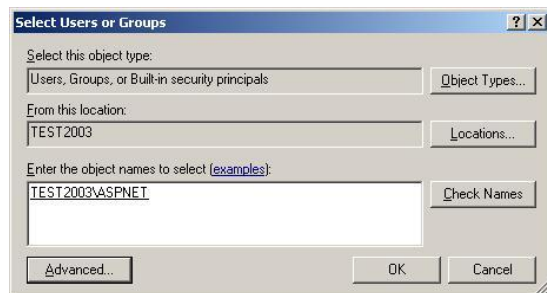 Select Users or Groups
Select this object type:
Users, Groups, or Built-in security principals
Object Types...
From this location:
TEST2003
Locations...
Enter the object names to select (examples):
TEST2003\ASPNET
Check Names
Advanced...
OK
Cancel